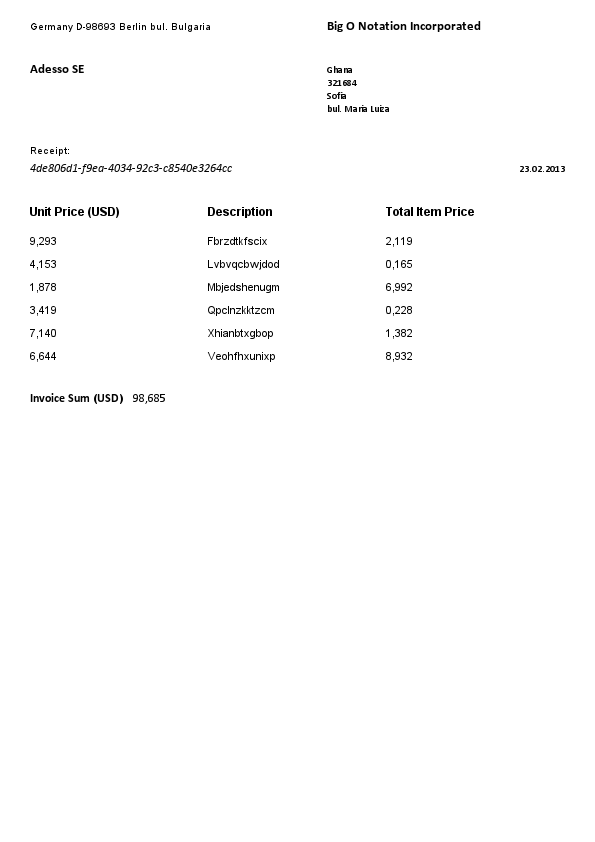 Germany D-98693 Berlin bul. Bulgaria
Big O Notation Incorporated
Adesso SE
Ghana
321684
Sofia
bul. Maria Luiza
Receipt:
4de806d1-f9ea-4034-92c3-c8540e3264cc
23.02.2013
Unit Price (USD) Description Total Item Price
9,293 Fbrzdtkfscix 2,119
4,153 Lvbvqcbwjdod 0,165
1,878 Mbjedshenugm 6,992
3,419 Qpclnzkktzcm 0,228
7,140 Xhianbtxgbop 1,382
6,644 Veohfhxunixp 8,932
Invoice Sum (USD) 98,685